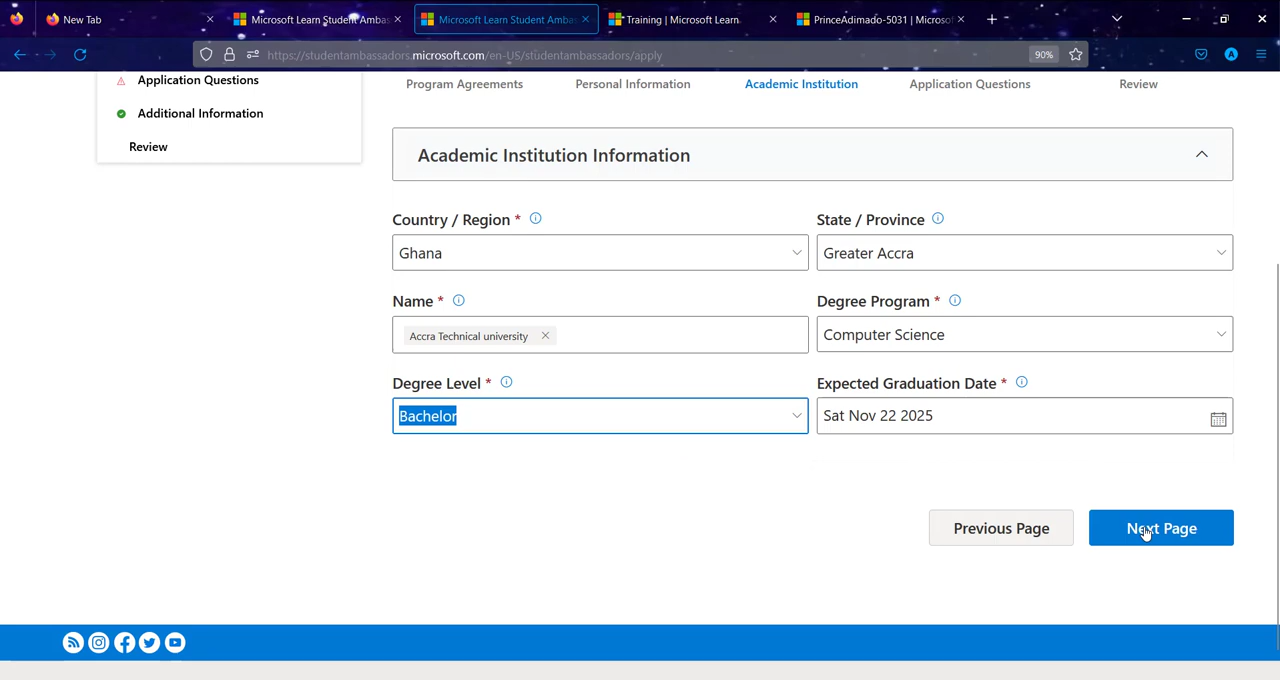 New Tab
Microsoft Learn Student Ambas
Microsoft Learn Student Ambas
Training | Microsoft Learn
PrinceAdimado-5031 | Microsof
https://studentambassadors.microsoft.com/en-US/studentambassadors/apply
90%
Application Questions
Additional Information
Review
Program Agreements
Personal Information
Academic Institution
Application Questions
Review
Academic Institution Information
Country / Region *
State / Province
Ghana
Greater Accra
Name *
Degree Program *
Accra Technical university
Computer Science
Degree Level *
Expected Graduation Date *
Bachelor
Sat Nov 22 2025
Previous Page
Next Page